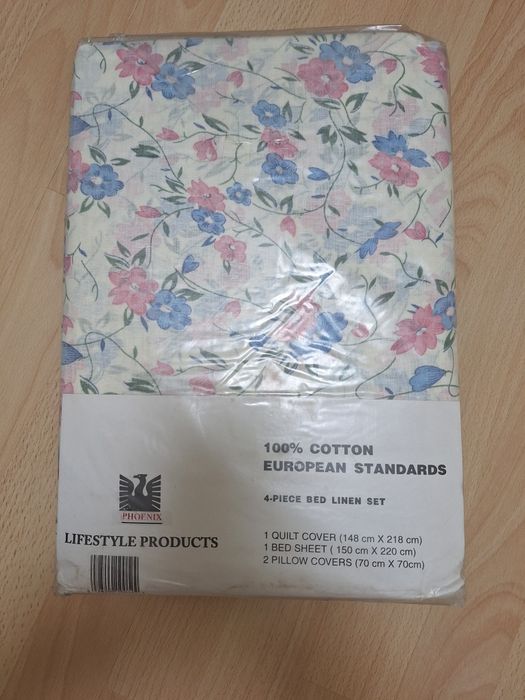 100% COTTON
EUROPEAN STANDARDS
4-PIECE BED LINEN SET
PHOENIX
LIFESTYLE PRODUCTS
1 QUILT COVER (148 cm X 218 cm)
1 BED SHEET ( 150 cm X 220 cm)
2 PILLOW COVERS (70 cm X 70cm)